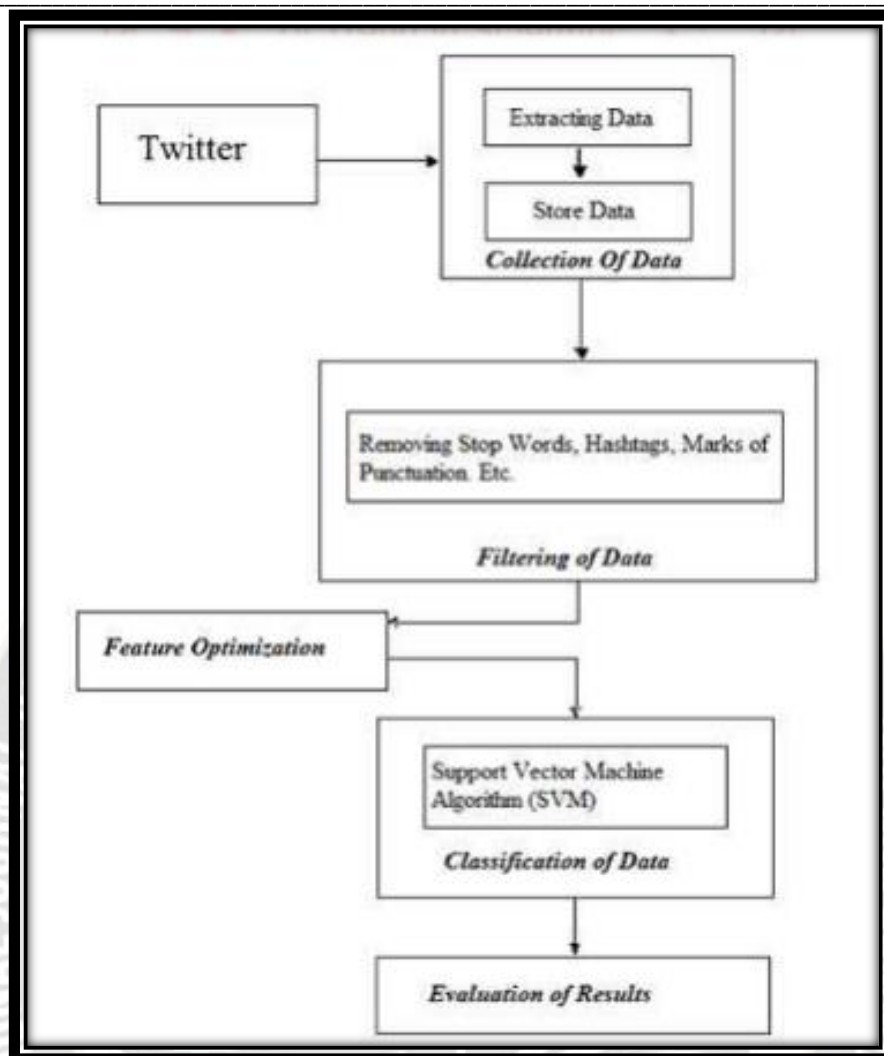 Twitter
Extracting Data
Store Data
Collection Of Data
Removing Stop Words, Hashtags, Marks of
Punctuation. Etc.
Filtering of Data
Feature Optimization
Support Vector Machine
Algorithm (SVM)
Classification of Data
Evaluation of Results